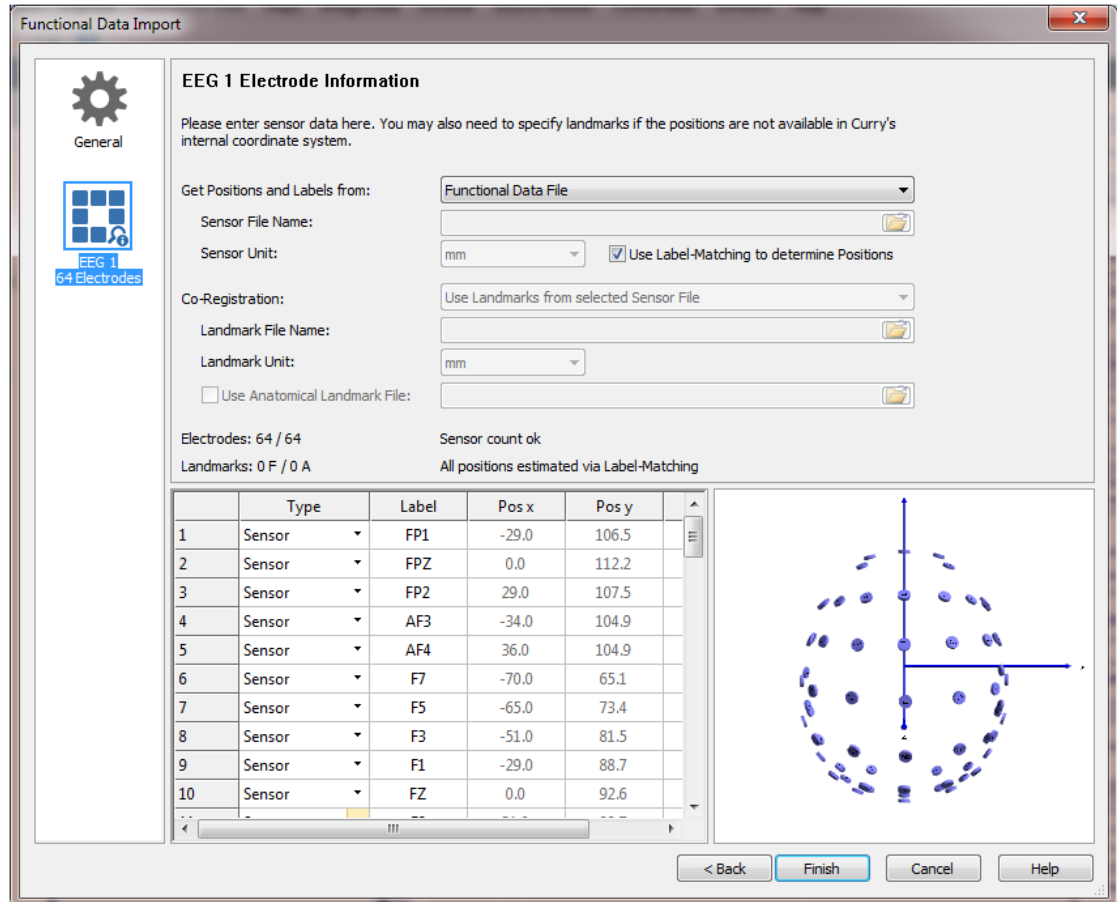 Functional Data Import
General
EEG 1
64 Electrodes
EEG 1 Electrode Information
Please enter sensor data here. You may also need to specify landmarks if the positions are not available in Curry's
internal coordinate system.
Get Positions and Labels from: Functional Data File
Sensor File Name:
Sensor Unit: mm Use Label-Matching to determine Positions
Co-Registration: Use Landmarks from selected Sensor File
Landmark File Name:
Landmark Unit: mm
Use Anatomical Landmark File:
Electrodes: 64 / 64 Sensor count ok
Landmarks: 0 F / 0 A All positions estimated via Label-Matching
Type Label Pos x Pos y
1 Sensor FP1 -29.0 106.5
2 Sensor FPZ 0.0 112.2
3 Sensor FP2 29.0 107.5
4 Sensor AF3 -34.0 104.9
5 Sensor AF4 36.0 104.9
6 Sensor F7 -70.0 65.1
7 Sensor F5 -65.0 73.4
8 Sensor F3 -51.0 81.5
9 Sensor F1 -29.0 88.7
10 Sensor FZ 0.0 92.6
< Back Finish Cancel Help